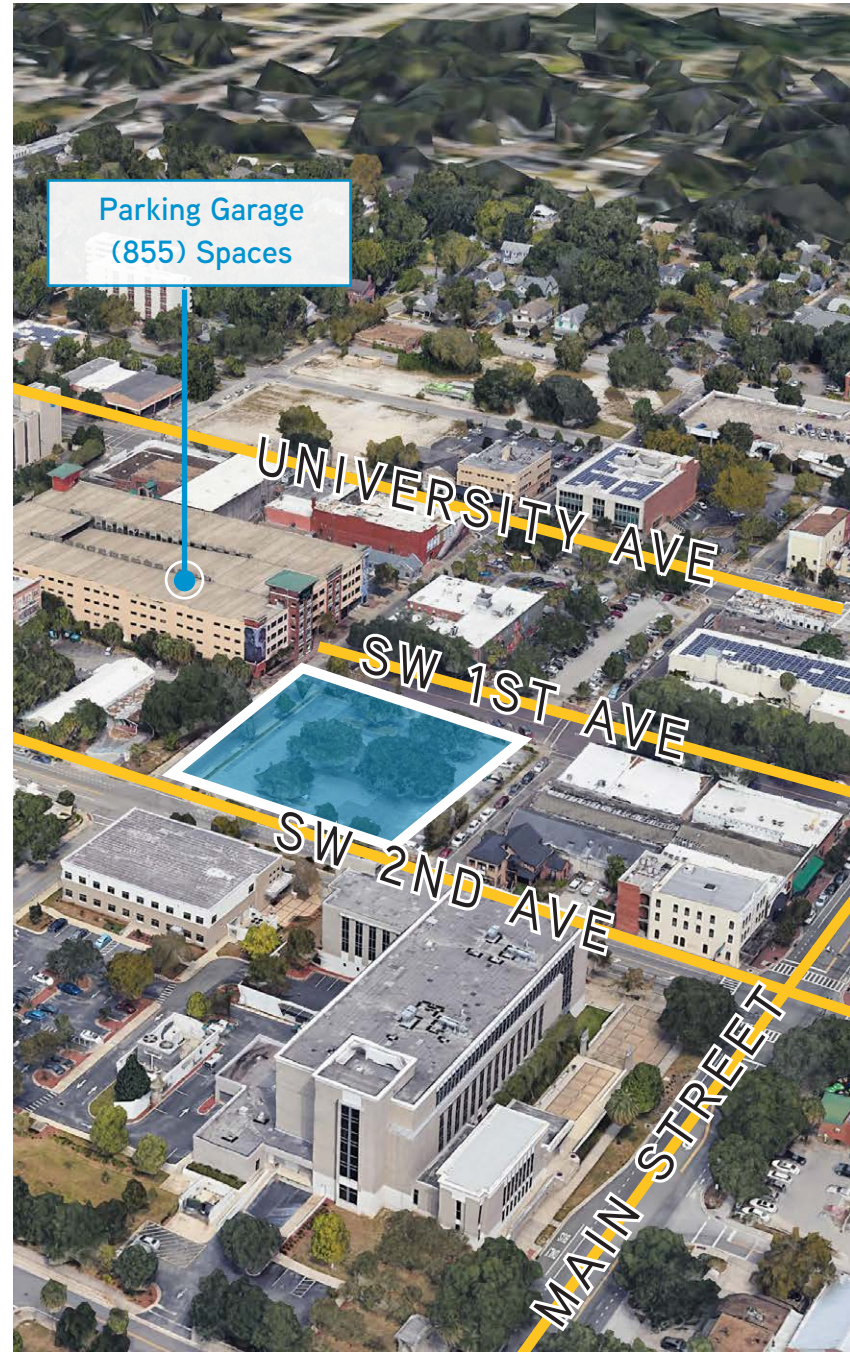 Parking Garage
(855) Spaces
UNIVERSITY AVE
SW 1ST AVE
SW 2ND AVE
MAIN STREET